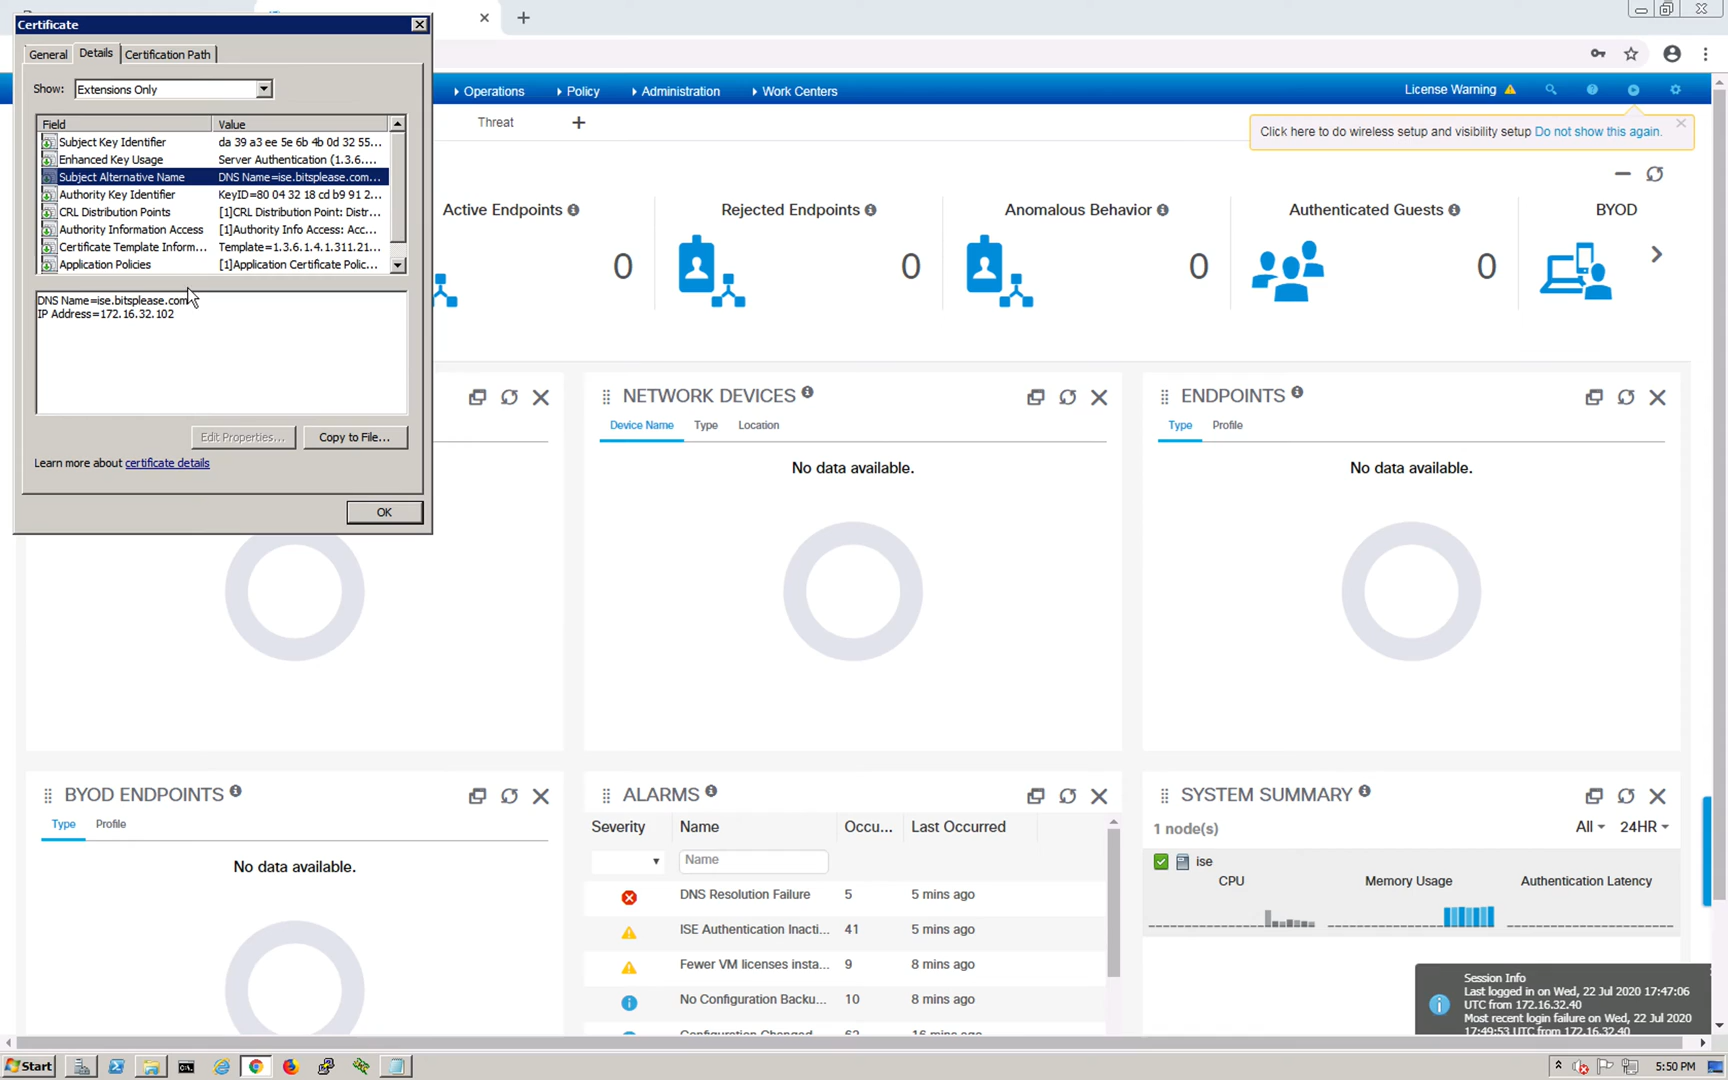 Certificate
General
Details
Certification Path
Show:
Extensions Only
Field
Value
Subject Key Identifier
da 39 a3 ee 5e 6b 4b 0d 32 55...
Enhanced Key Usage
Server Authentication (1.3.6....
Subject Alternative Name
DNS Name=ise.bitsplease.com...
Authority Key Identifier
KeyID=80 04 32 18 cd b9 91 2...
CRL Distribution Points
[1]CRL Distribution Point: Distr...
Authority Information Access
[1]Authority Info Access: Acc...
Certificate Template Inform...
Template=1.3.6.1.4.1.311.21...
Application Policies
[1]Application Certificate Polic...
DNS Name=ise.bitsplease.com
IP Address=172.16.32.102
Edit Properties...
Copy to File...
Learn more about certificate details
OK
Operations
Policy
Administration
Work Centers
License Warning
Threat
Click here to do wireless setup and visibility setup Do not show this again.
Active Endpoints
0
Rejected Endpoints
0
Anomalous Behavior
0
Authenticated Guests
0
BYOD
NETWORK DEVICES
Device Name
Type
Location
No data available.
ENDPOINTS
Type
Profile
No data available.
BYOD ENDPOINTS
Type
Profile
No data available.
ALARMS
Severity
Name
Occu...
Last Occurred
Name
DNS Resolution Failure
5
5 mins ago
ISE Authentication Inacti...
41
5 mins ago
Fewer VM licenses insta...
9
8 mins ago
No Configuration Backu...
10
8 mins ago
SYSTEM SUMMARY
1 node(s)
All
24HR
ise
CPU
Memory Usage
Authentication Latency
Session Info
Last logged in on Wed, 22 Jul 2020 17:47:06
UTC from 172.16.32.40
Most recent login failure on Wed, 22 Jul 2020
17:49:53 UTC from 172.16.32.40
Start
5:50 PM